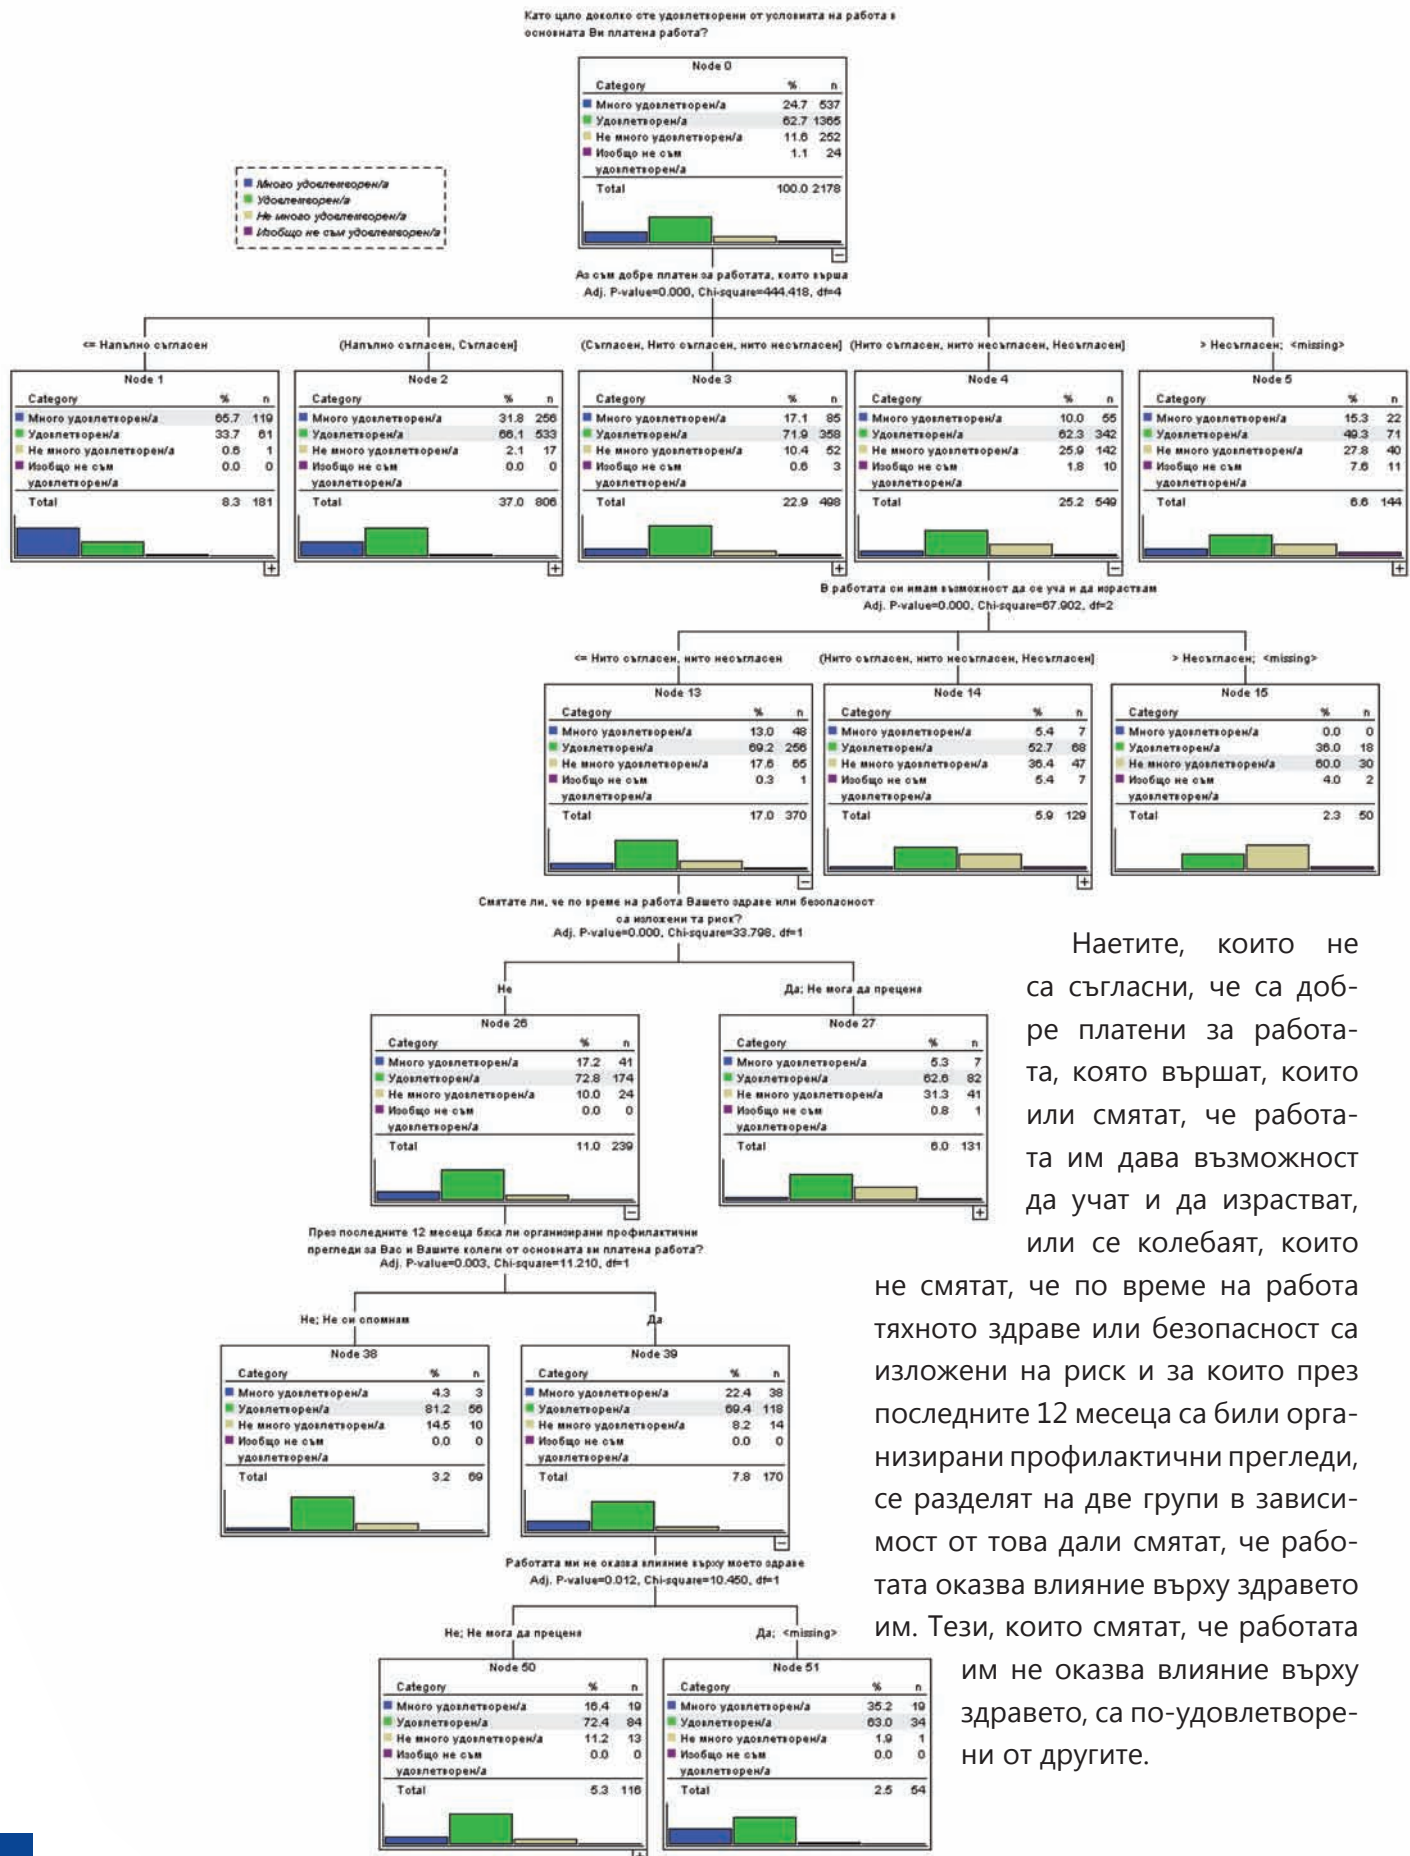 Като цяло доколко сте удовлетворени от условията на работа в
основната Ви платена работа?
Node 0
Category % n
Много удовлетворен/а 24.7 537
Удовлетворен/а 62.7 1365
Не много удовлетворен/а 11.6 252
Изобщо не съм 1.1 24
удовлетворен/а
Total 100.0 2178
Много удовлетворен/а
Удовлетворен/а
Не много удовлетворен/а
Изобщо не съм удовлетворен/а
Аз съм добре платен за работата, която върша
Adj. P-value=0.000, Chi-square=444.418, df=4
<= Напълно съгласен
(Напълно съгласен, Съгласен]
(Съгласен, Нито съгласен, нито несъгласен]
(Нито съгласен, нито несъгласен, Несъгласен]
> Несъгласен; <missing>
Node 1
Category % n
Много удовлетворен/а 65.7 119
Удовлетворен/а 33.7 61
Не много удовлетворен/а 0.6 1
Изобщо не съм 0.0 0
удовлетворен/а
Total 8.3 181
Node 2
Category % n
Много удовлетворен/а 31.8 256
Удовлетворен/а 66.1 533
Не много удовлетворен/а 2.1 17
Изобщо не съм 0.0 0
удовлетворен/а
Total 37.0 806
Node 3
Category % n
Много удовлетворен/а 17.1 85
Удовлетворен/а 71.9 358
Не много удовлетворен/а 10.4 52
Изобщо не съм 0.6 3
удовлетворен/а
Total 22.9 498
Node 4
Category % n
Много удовлетворен/а 10.0 55
Удовлетворен/а 62.3 342
Не много удовлетворен/а 25.9 142
Изобщо не съм 1.8 10
удовлетворен/а
Total 25.2 549
Node 5
Category % n
Много удовлетворен/а 15.3 22
Удовлетворен/а 49.3 71
Не много удовлетворен/а 27.8 40
Изобщо не съм 7.6 11
удовлетворен/а
Total 6.6 144
В работата си имам възможност да се уча и да израствам
Adj. P-value=0.000, Chi-square=67.902, df=2
<= Нито съгласен, нито несъгласен
(Нито съгласен, нито несъгласен, Несъгласен]
> Несъгласен; <missing>
Node 13
Category % n
Много удовлетворен/а 13.0 48
Удовлетворен/а 69.2 256
Не много удовлетворен/а 17.6 65
Изобщо не съм 0.3 1
удовлетворен/а
Total 17.0 370
Node 14
Category % n
Много удовлетворен/а 5.4 7
Удовлетворен/а 52.7 68
Не много удовлетворен/а 36.4 47
Изобщо не съм 5.4 7
удовлетворен/а
Total 5.9 129
Node 15
Category % n
Много удовлетворен/а 0.0 0
Удовлетворен/а 36.0 18
Не много удовлетворен/а 60.0 30
Изобщо не съм 4.0 2
удовлетворен/а
Total 2.3 50
Смятате ли, че по време на работа Вашето здраве или безопасност
са изложени та риск?
Adj. P-value=0.000, Chi-square=33.798, df=1
Не
Да; Не мога да преценя
Node 26
Category % n
Много удовлетворен/а 17.2 41
Удовлетворен/а 72.8 174
Не много удовлетворен/а 10.0 24
Изобщо не съм 0.0 0
удовлетворен/а
Total 11.0 239
Node 27
Category % n
Много удовлетворен/а 5.3 7
Удовлетворен/а 62.6 82
Не много удовлетворен/а 31.3 41
Изобщо не съм 0.8 1
удовлетворен/а
Total 6.0 131
През последните 12 месеца бяха ли организирани профилактични
прегледи за Вас и Вашите колеги от основната ви платена работа?
Adj. P-value=0.003, Chi-square=11.210, df=1
Не; Не си спомням
Да
Node 38
Category % n
Много удовлетворен/а 4.3 3
Удовлетворен/а 81.2 56
Не много удовлетворен/а 14.5 10
Изобщо не съм 0.0 0
удовлетворен/а
Total 3.2 69
Node 39
Category % n
Много удовлетворен/а 22.4 38
Удовлетворен/а 69.4 118
Не много удовлетворен/а 8.2 14
Изобщо не съм 0.0 0
удовлетворен/а
Total 7.8 170
Работата ми не оказва влияние върху моето здраве
Adj. P-value=0.012, Chi-square=10.450, df=1
Не; Не мога да преценя
Да; <missing>
Node 50
Category % n
Много удовлетворен/а 16.4 19
Удовлетворен/а 72.4 84
Не много удовлетворен/а 11.2 13
Изобщо не съм 0.0 0
удовлетворен/а
Total 5.3 116
Node 51
Category % n
Много удовлетворен/а 35.2 19
Удовлетворен/а 63.0 34
Не много удовлетворен/а 1.9 1
Изобщо не съм 0.0 0
удовлетворен/а
Total 2.5 54
Наетите, които не
са съгласни, че са доб-
ре платени за работа-
та, която вършат, които
или смятат, че работа-
та им дава възможност
да учат и да израстват,
или се колебаят, които
не смятат, че по време на работа
тяхното здраве или безопасност са
изложени на риск и за които през
последните 12 месеца са били орга-
низирани профилактични прегледи,
се разделят на две групи в зависи-
мост от това дали смятат, че рабо-
тата оказва влияние върху здравето
им. Тези, които смятат, че работата
им не оказва влияние върху
здравето, са по-удовлетворе-
ни от другите.